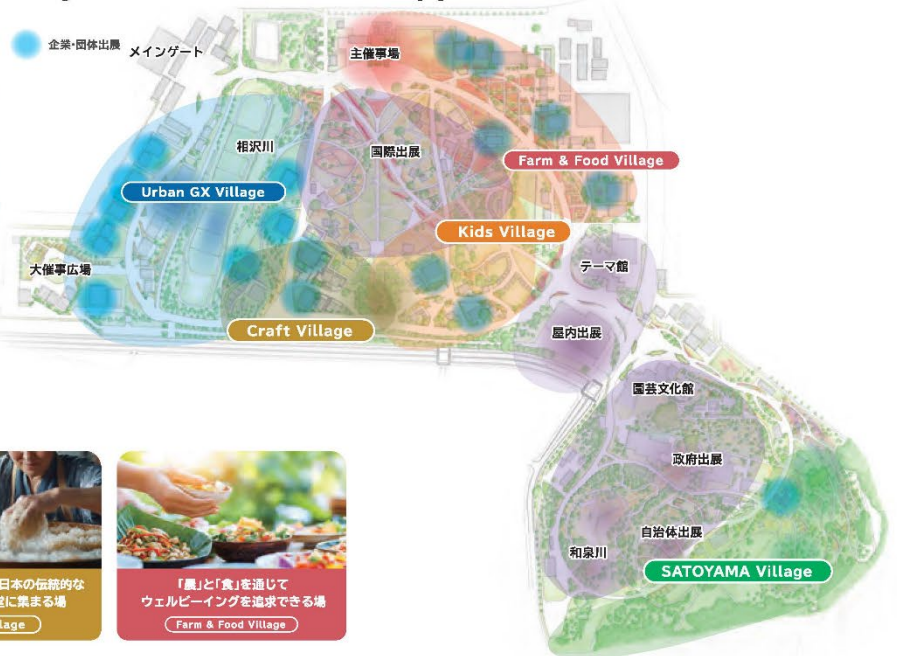 企業・団体出展
メインゲート
主催事場
相沢川
国際出展
Farm & Food Village
Urban GX Village
Kids Village
大催事広場
テーマ館
Craft Village
屋内出展
園芸文化館
政府出展
自治体出展
和泉川
SATOYAMA Village
日本の伝統的な
堂に集まる場
lage
「農」と「食」を通じて
ウェルビーイングを追求できる場
Farm & Food Village